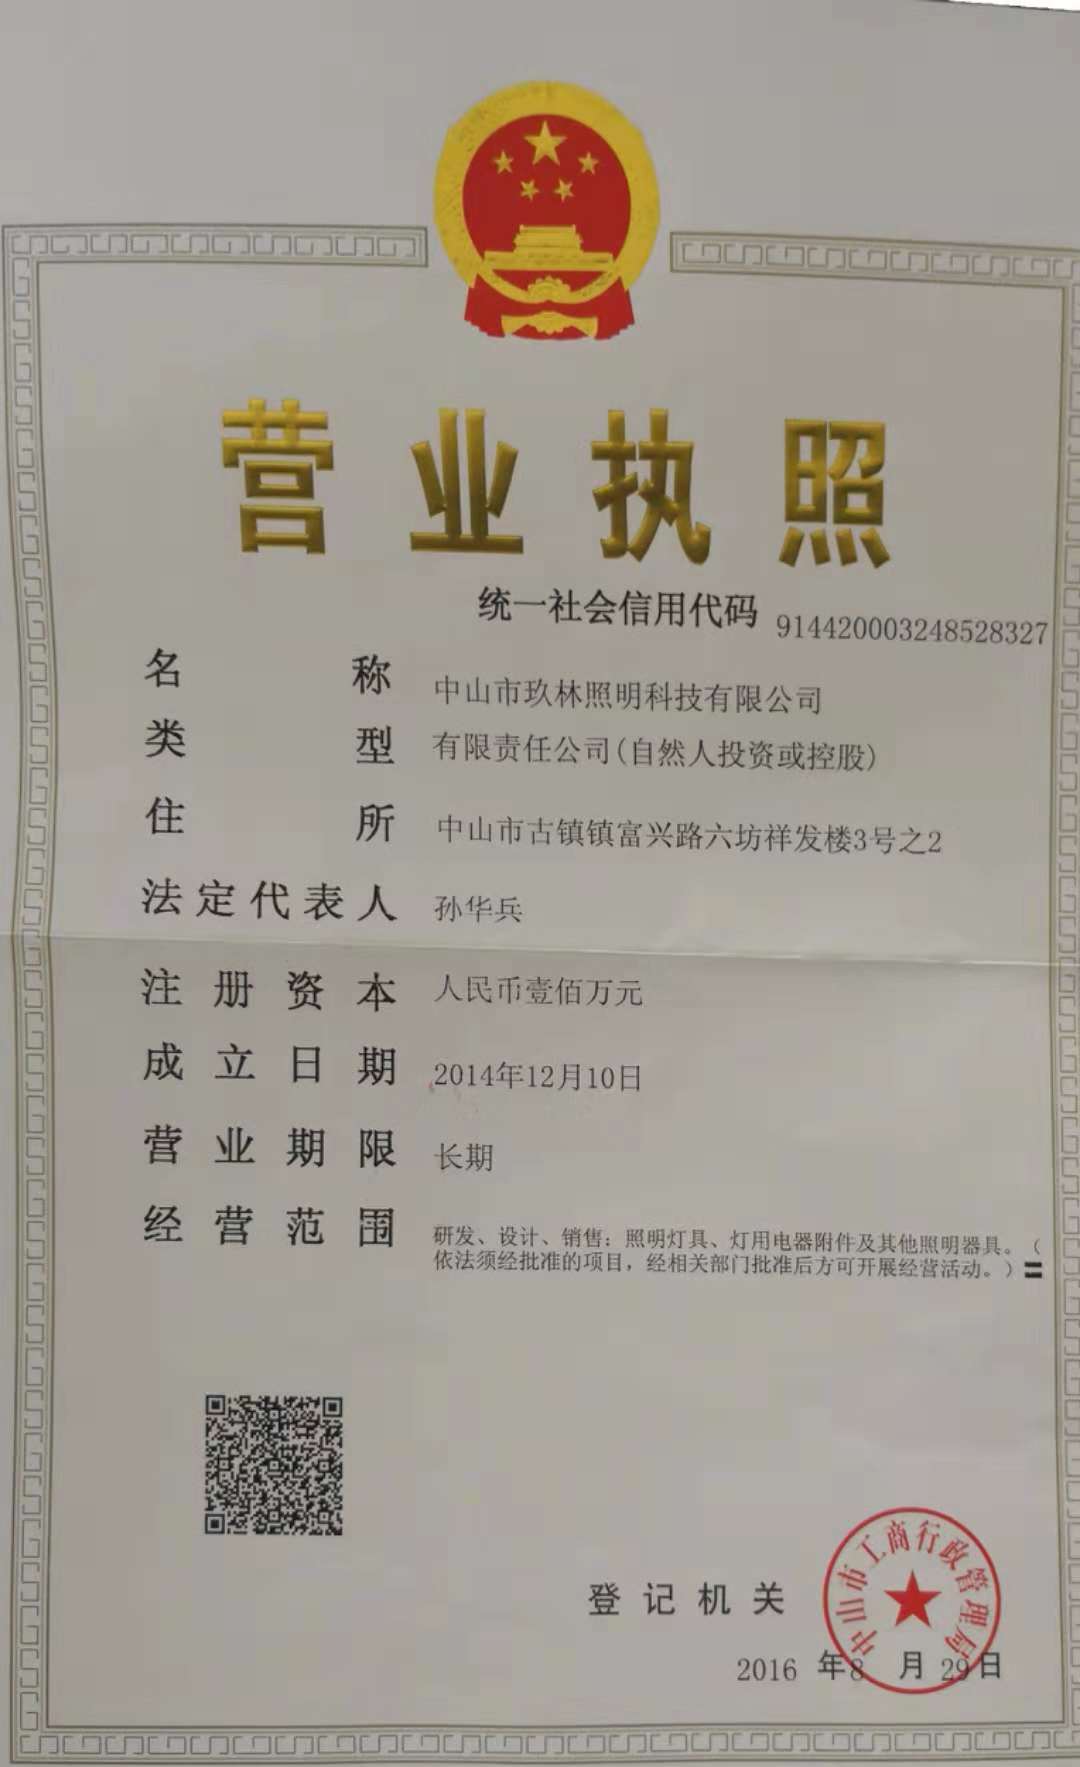 营业执照
统一社会信用代码 914420003248528327
名称 中山市玖林照明科技有限公司
类型 有限责任公司(自然人投资或控股)
住所 中山市古镇镇富兴路六坊祥发楼3号之2
法定代表人 孙华兵
注册资本 人民币壹佰万元
成立日期 2014年12月10日
营业期限 长期
经营范围 研发、设计、销售：照明灯具、灯用电器附件及其他照明器具。（
依法须经批准的项目，经相关部门批准后方可开展经营活动。）〓
登记机关
中山市工商行政管理局
2016 年8 月 29日